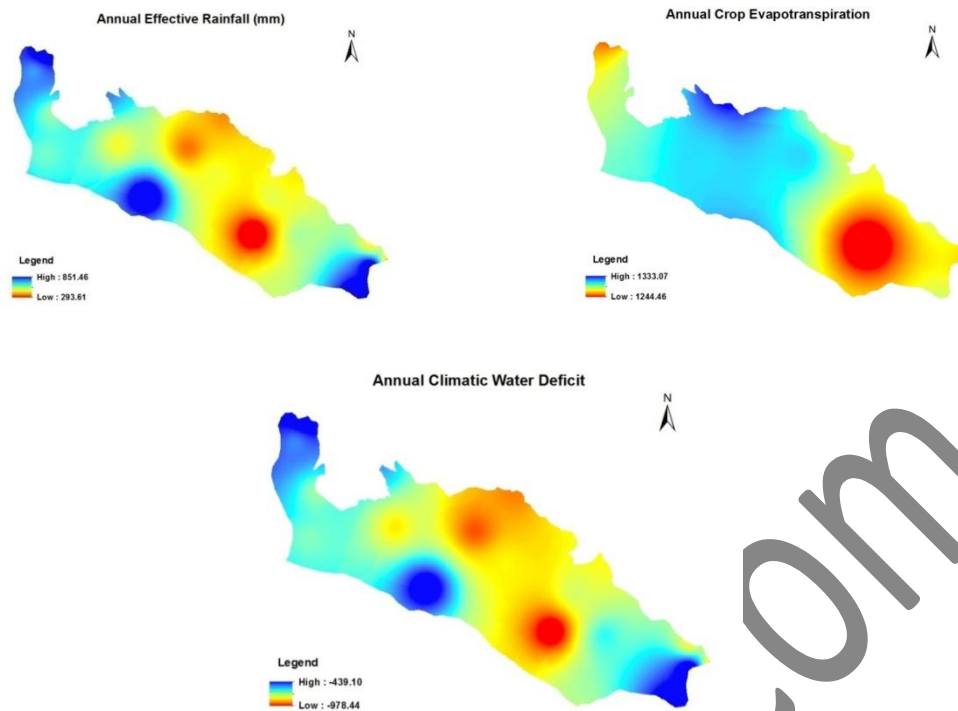 Annual Effective Rainfall (mm)
N
Legend
High : 851.46
Low : 293.61
Annual Crop Evapotranspiration
N
Legend
High : 1333.07
Low : 1244.46
Annual Climatic Water Deficit
N
Legend
High : -439.10
Low : -978.44
.com